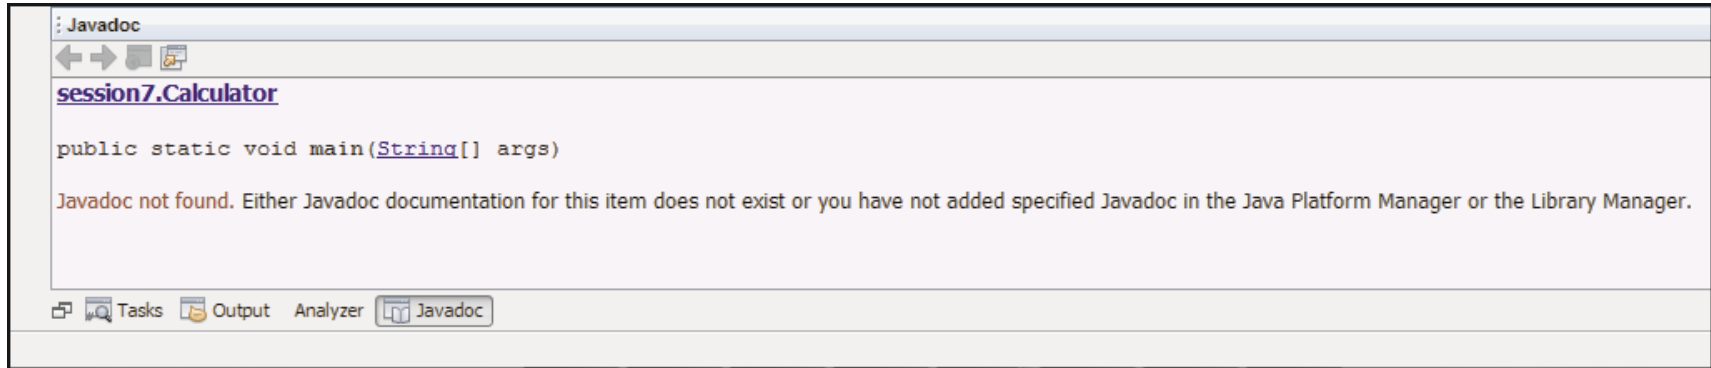 Javadoc
session7.Calculator
public static void main(String[] args)
Javadoc not found. Either Javadoc documentation for this item does not exist or you have not added specified Javadoc in the Java Platform Manager or the Library Manager.
Tasks Output Analyzer Javadoc